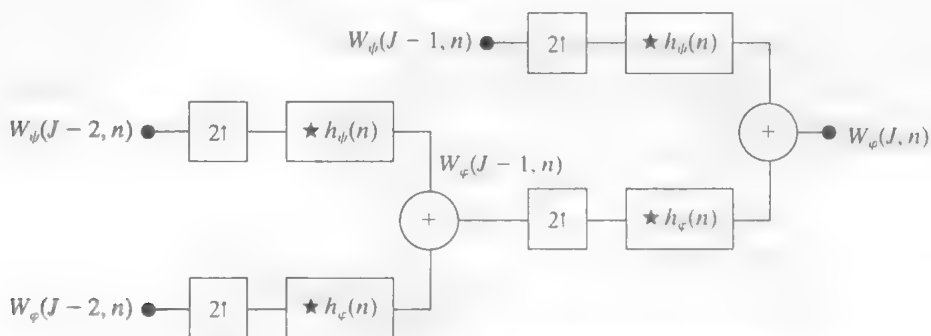 W_ψ(J − 1, n)
2↑
★ h_ψ(n)
W_ψ(J − 2, n)
2↑
★ h_ψ(n)
+
W_φ(J, n)
W_φ(J − 1, n)
+
2↑
★ h_φ(n)
W_φ(J − 2, n)
2↑
★ h_φ(n)